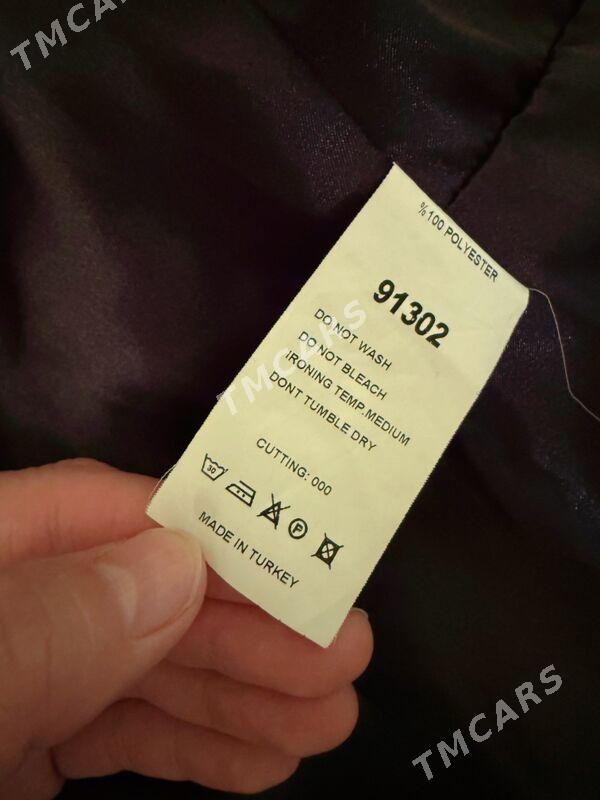 TMCARS
%100 POLYESTER
91302
DO NOT WASH
DO NOT BLEACH
IRONING TEMP.MEDIUM
DONT TUMBLE DRY
TMCARS
CUTTING: 000
30
P
MADE IN TURKEY
TMCARS